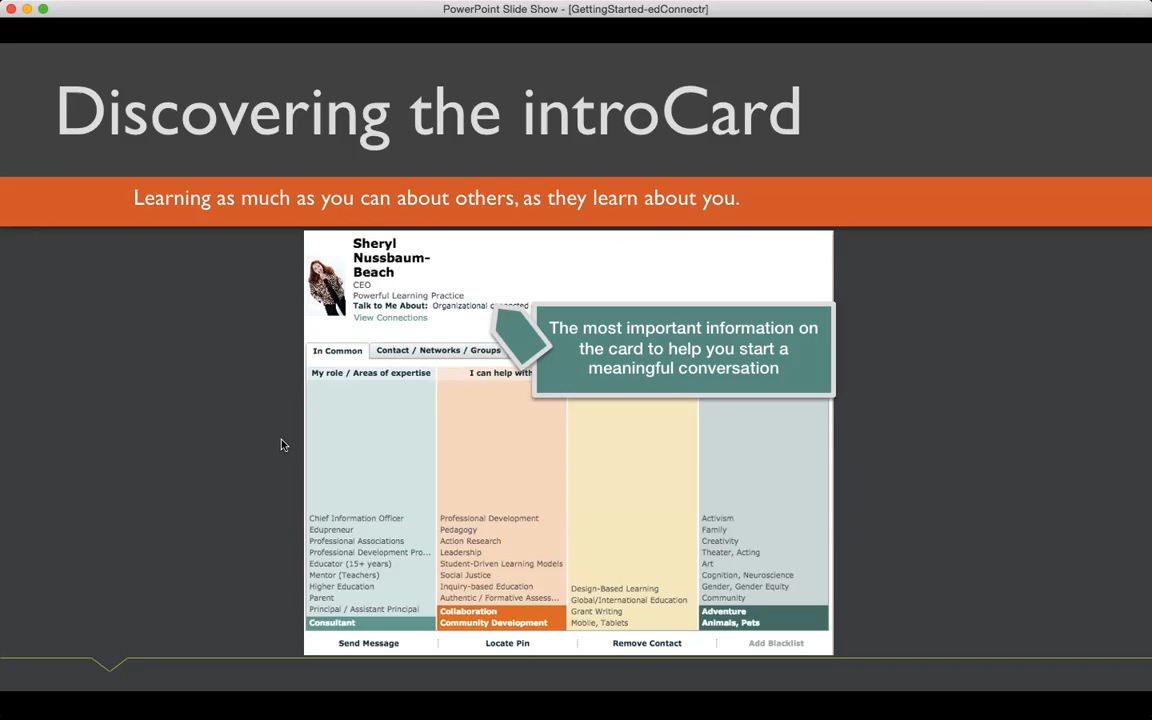 PowerPoint Slide Show - [GettingStarted-edConnectr]
Discovering the introCard
Learning as much as you can about others, as they learn about you.
Sheryl
Nussbaum-
Beach
CEO
Powerful Learning Practice
Talk to Me About: Organizational
View Connections
The most important information on
the card to help you start a
meaningful conversation
In Common
Contact / Networks / Groups
My role / Areas of expertise
I can help with
Chief Information Officer
Edupreneur
Professional Associations
Professional Development Pro...
Educator (15+ years)
Mentor (Teachers)
Higher Education
Parent
Principal / Assistant Principal
Consultant
Professional Development
Pedagogy
Action Research
Leadership
Student-Driven Learning Models
Social Justice
Inquiry-based Education
Authentic / Formative Assess...
Collaboration
Community Development
Design-Based Learning
Global/International Education
Grant Writing
Mobile, Tablets
Activism
Family
Creativity
Theater, Acting
Art
Cognition, Neuroscience
Gender, Gender Equity
Community
Adventure
Animals, Pets
Send Message
Locate Pin
Remove Contact
Add Blacklist